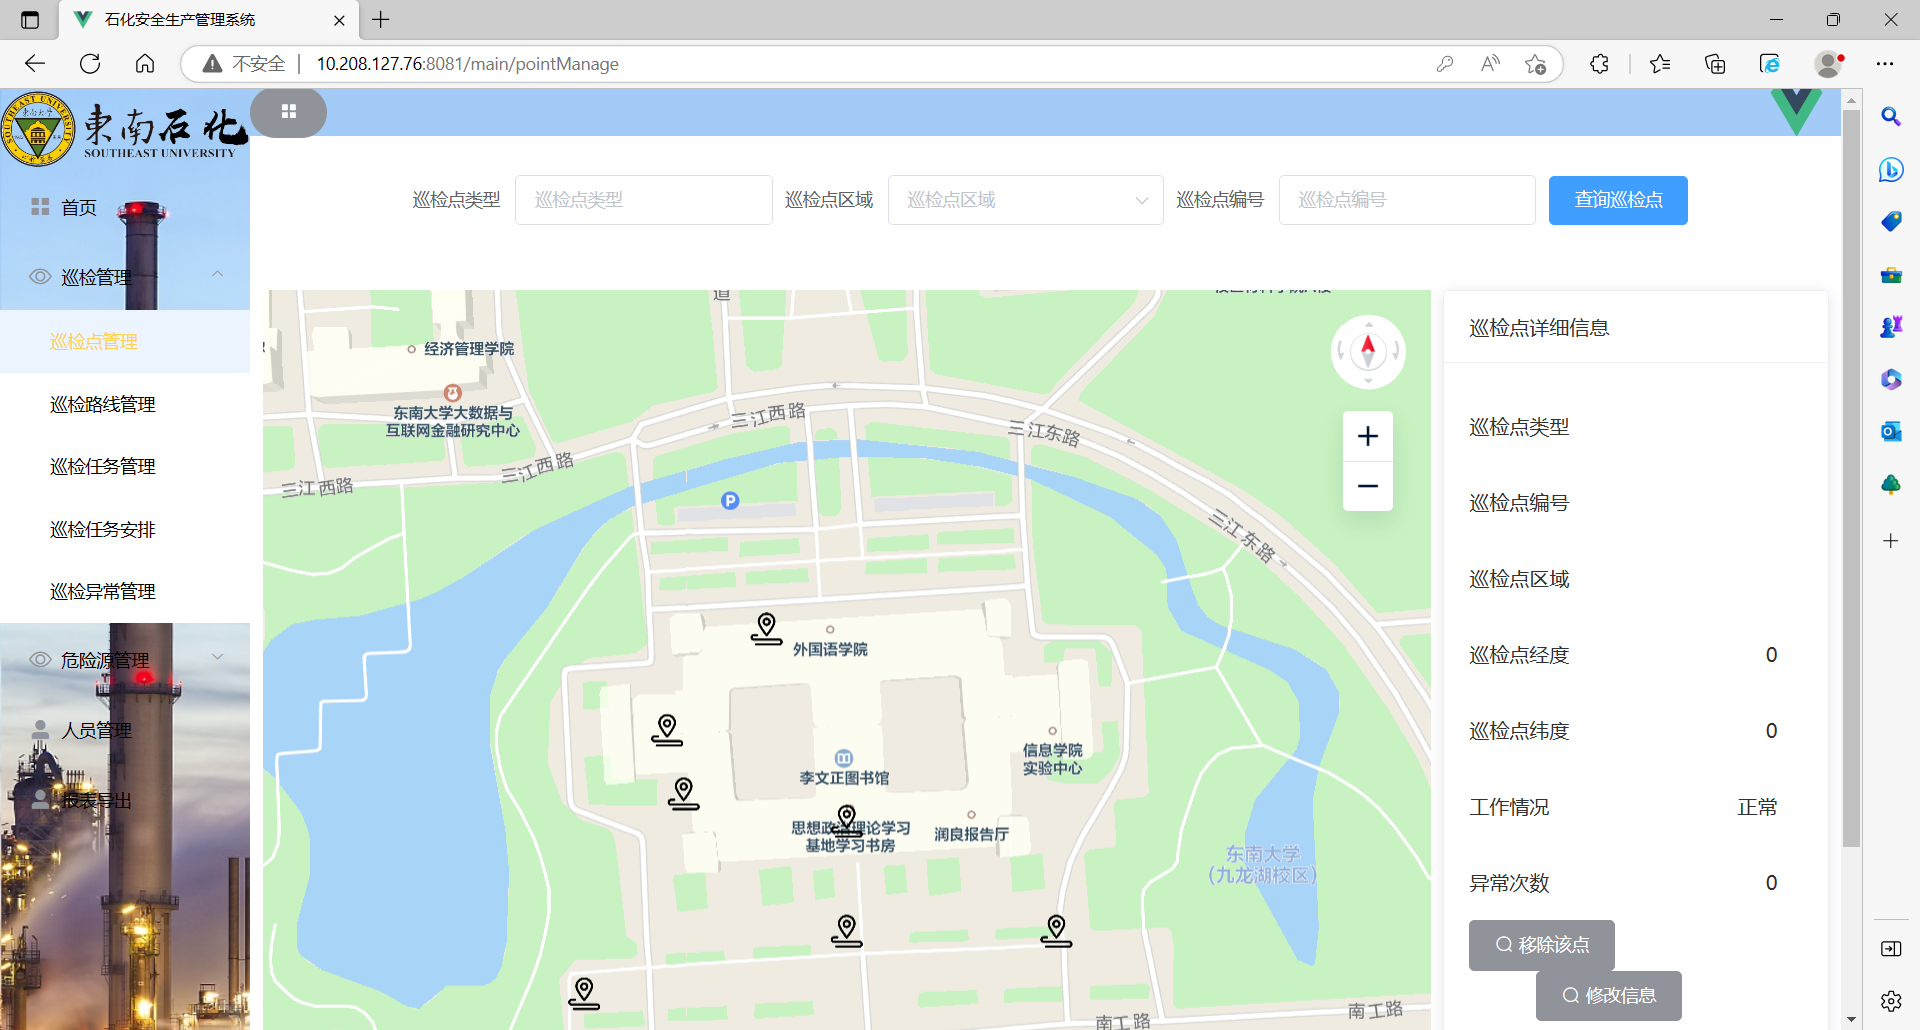 石化安全生产管理系统
不安全
10.208.127.76:8081/main/pointManage
SOUTHEAST UNIVERSITY
東南石化
SOUTHEAST UNIVERSITY
首页
巡检管理
巡检点管理
巡检路线管理
巡检任务管理
巡检任务安排
巡检异常管理
危险源管理
人员管理
报表导出
巡检点类型
巡检点类型
巡检点区域
巡检点区域
巡检点编号
巡检点编号
查询巡检点
道
经济管理学院
东南大学大数据与
互联网金融研究中心
三江西路
三江东路
三江西路
三江西路
P
三江东路
外国语学院
信息学院
实验中心
李文正图书馆
思想政治理论学习
基地学习书房
润良报告厅
东南大学
(九龙湖校区)
南工路
南工路
巡检点详细信息
巡检点类型
巡检点编号
巡检点区域
巡检点经度 0
巡检点纬度 0
工作情况 正常
异常次数 0
移除该点
修改信息